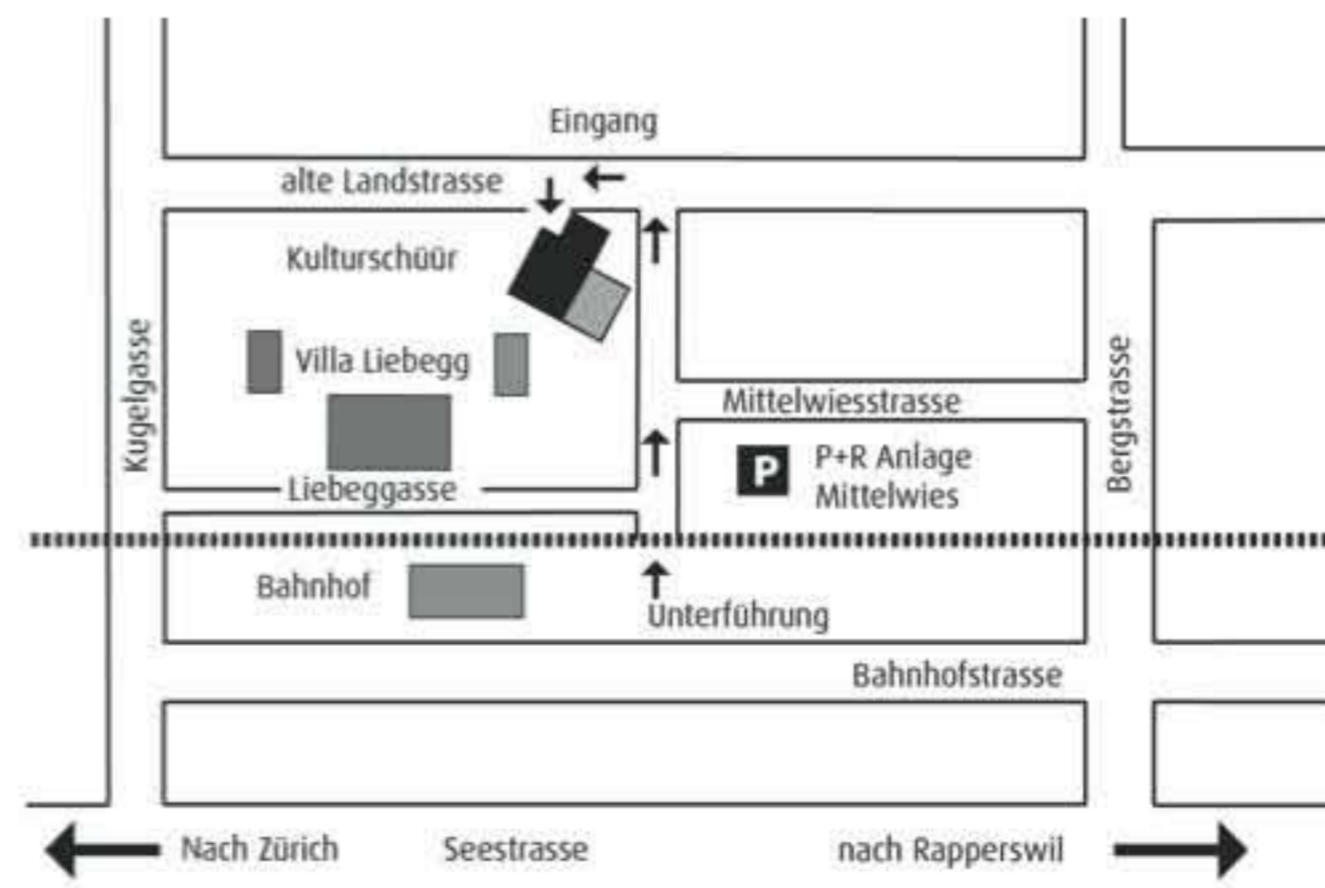 Eingang
alte Landstrasse
Kulturschüür
Villa Liebegg
Kugelgasse
Mittelwiesstrasse
Bergstrasse
P
P+R Anlage
Mittelwies
Liebeggasse
Bahnhof
Unterführung
Bahnhofstrasse
Nach Zürich
Seestrasse
nach Rapperswil